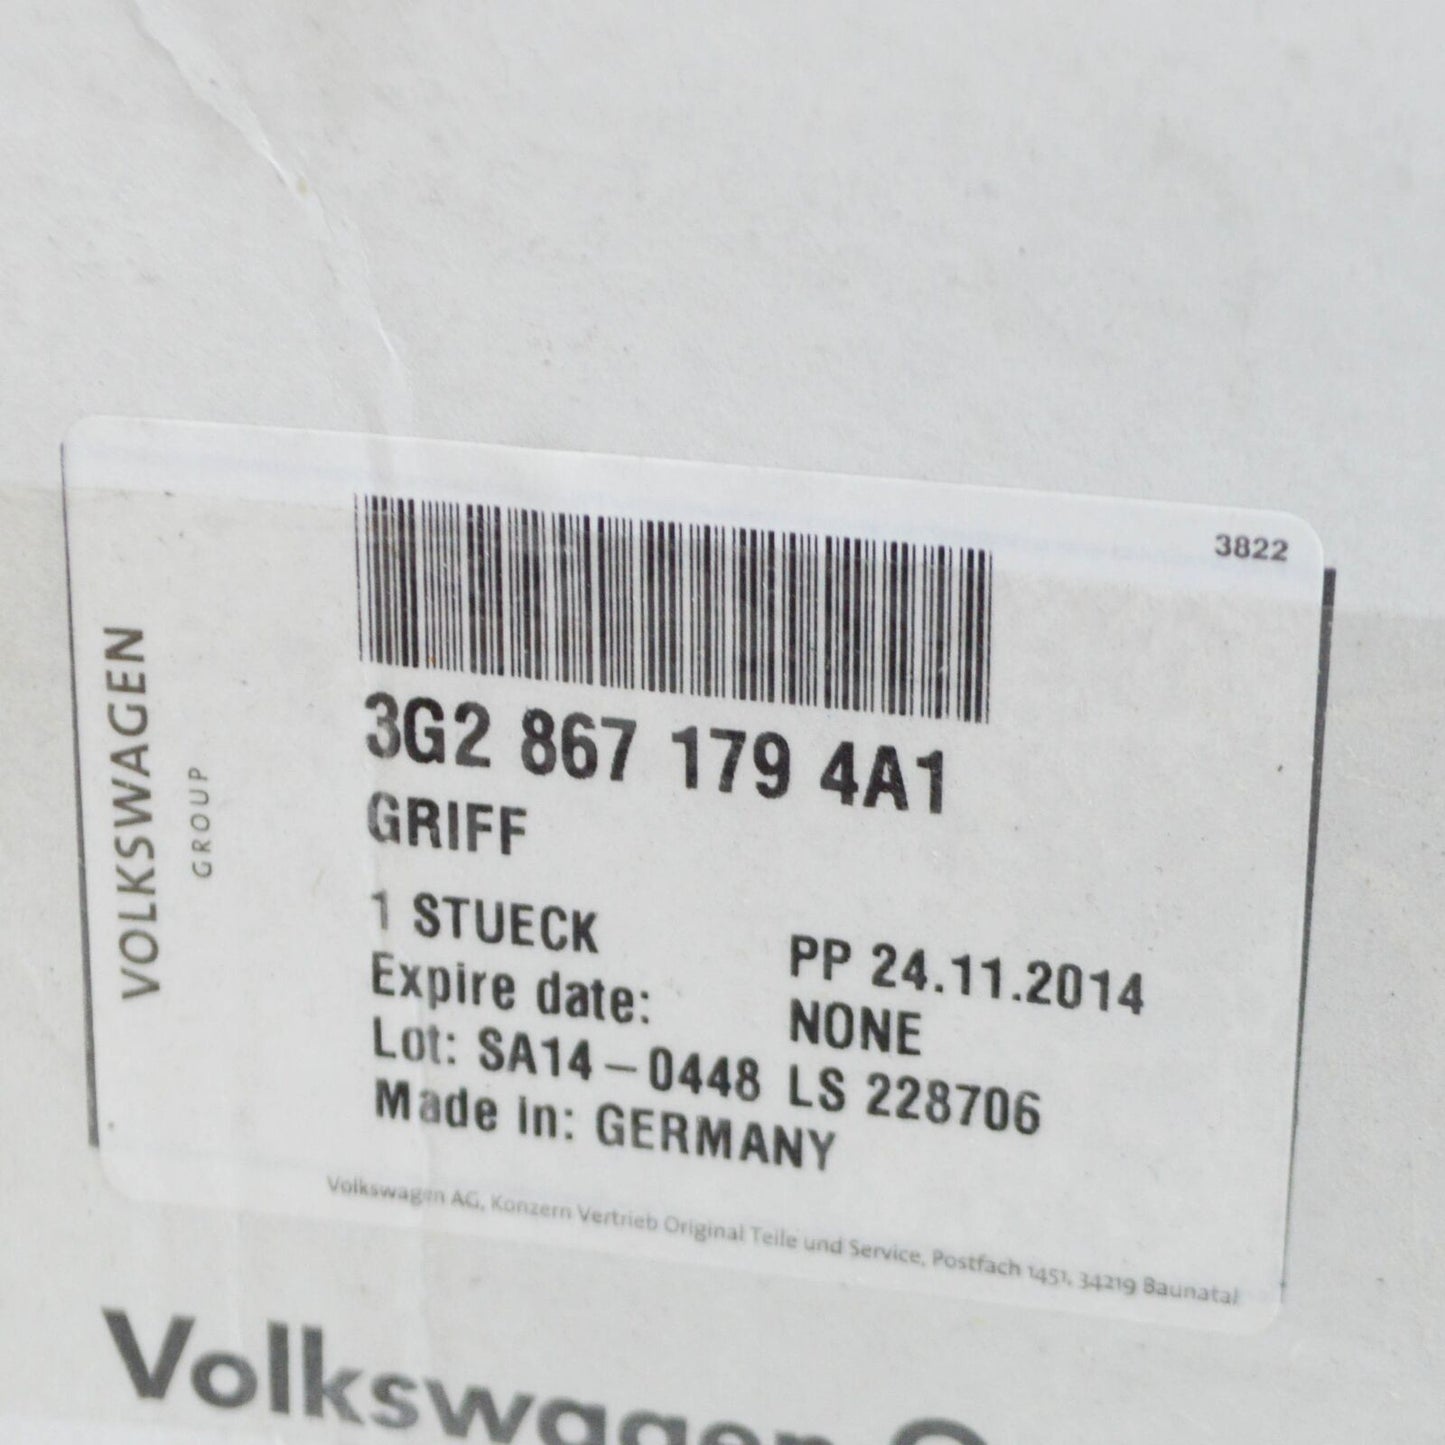 3822
VOLKSWAGEN
GROUP
3G2 867 179 4A1
GRIFF
1 STUECK PP 24.11.2014
Expire date: NONE
Lot: SA14-0448 LS 228706
Made in: GERMANY
Volkswagen AG, Konzern Vertrieb Original Teile und Service, Postfach 1451, 34219 Baunatal
Volkswagen